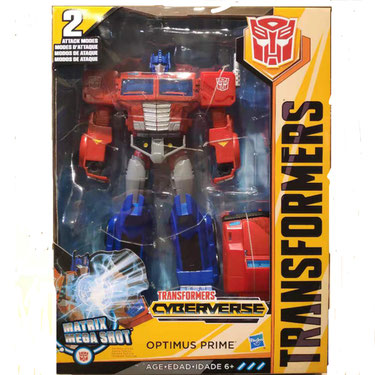 2
ATTACK MODES
MODES D'ATTAQUE
MODOS DE ATAQUE
MODOS DE ATAQUE
TRANSFORMERS
MATRIX
MEGA SHOT
TRANSFORMERS
CYBERVERSE
OPTIMUS PRIME
Hasbro
AGE•EDAD•IDADE 6+